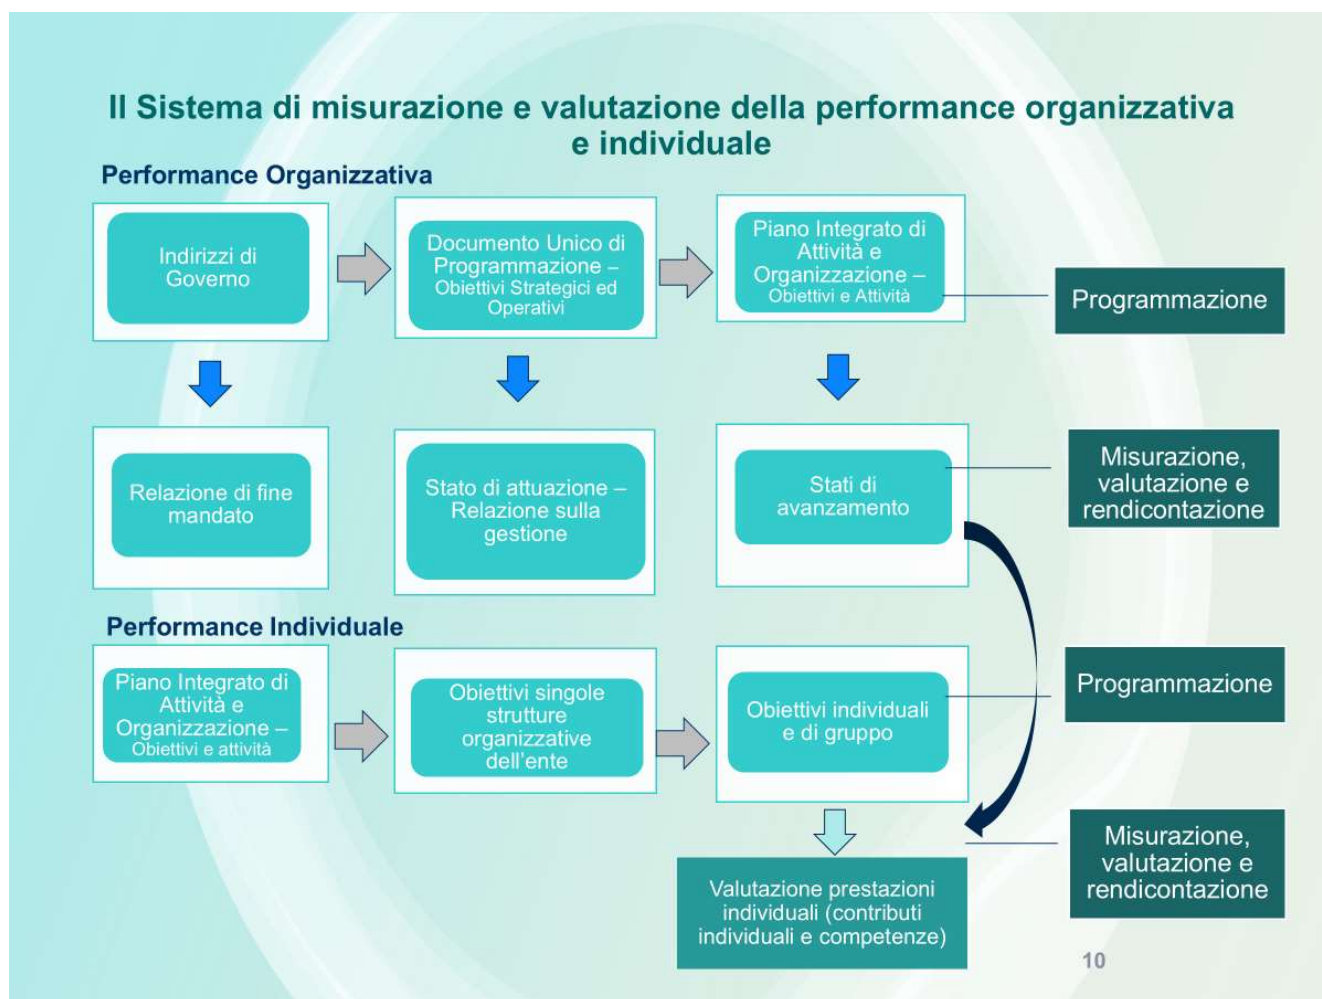 Il Sistema di misurazione e valutazione della performance organizzativa
e individuale
Performance Organizzativa
Indirizzi di
Governo
Documento Unico di
Programmazione –
Obiettivi Strategici ed
Operativi
Piano Integrato di
Attività e
Organizzazione –
Obiettivi e Attività
Programmazione
Relazione di fine
mandato
Stato di attuazione –
Relazione sulla
gestione
Stati di
avanzamento
Misurazione,
valutazione e
rendicontazione
Performance Individuale
Piano Integrato di
Attività e
Organizzazione –
Obiettivi e attività
Obiettivi singole
strutture
organizzative
dell'ente
Obiettivi individuali
e di gruppo
Programmazione
Valutazione prestazioni
individuali (contributi
individuali e competenze)
Misurazione,
valutazione e
rendicontazione
10